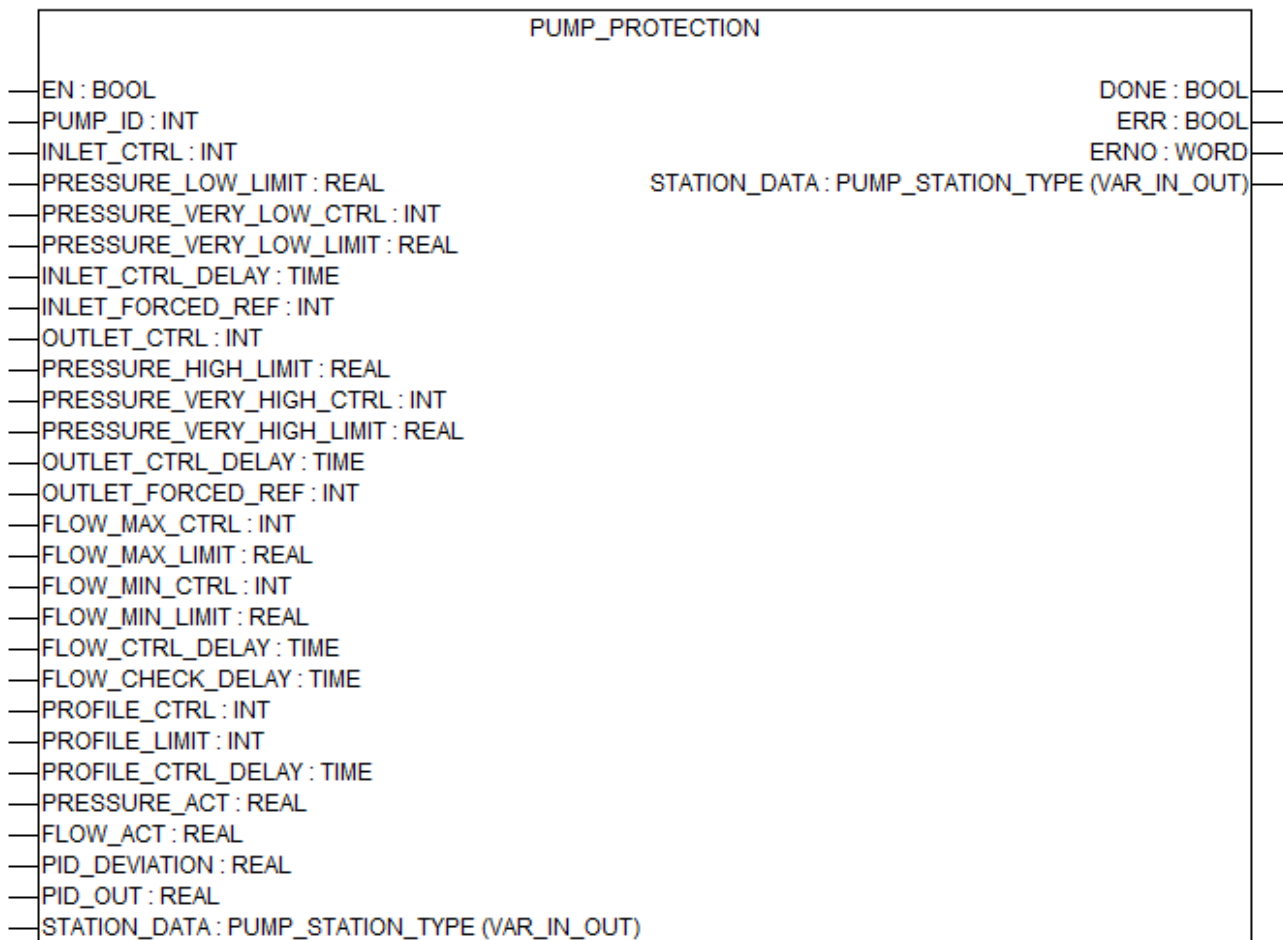 PUMP_PROTECTION
EN : BOOL DONE : BOOL
PUMP_ID : INT ERR : BOOL
INLET_CTRL : INT ERNO : WORD
PRESSURE_LOW_LIMIT : REAL STATION_DATA : PUMP_STATION_TYPE (VAR_IN_OUT)
PRESSURE_VERY_LOW_CTRL : INT
PRESSURE_VERY_LOW_LIMIT : REAL
INLET_CTRL_DELAY : TIME
INLET_FORCED_REF : INT
OUTLET_CTRL : INT
PRESSURE_HIGH_LIMIT : REAL
PRESSURE_VERY_HIGH_CTRL : INT
PRESSURE_VERY_HIGH_LIMIT : REAL
OUTLET_CTRL_DELAY : TIME
OUTLET_FORCED_REF : INT
FLOW_MAX_CTRL : INT
FLOW_MAX_LIMIT : REAL
FLOW_MIN_CTRL : INT
FLOW_MIN_LIMIT : REAL
FLOW_CTRL_DELAY : TIME
FLOW_CHECK_DELAY : TIME
PROFILE_CTRL : INT
PROFILE_LIMIT : INT
PROFILE_CTRL_DELAY : TIME
PRESSURE_ACT : REAL
FLOW_ACT : REAL
PID_DEVIATION : REAL
PID_OUT : REAL
STATION_DATA : PUMP_STATION_TYPE (VAR_IN_OUT)